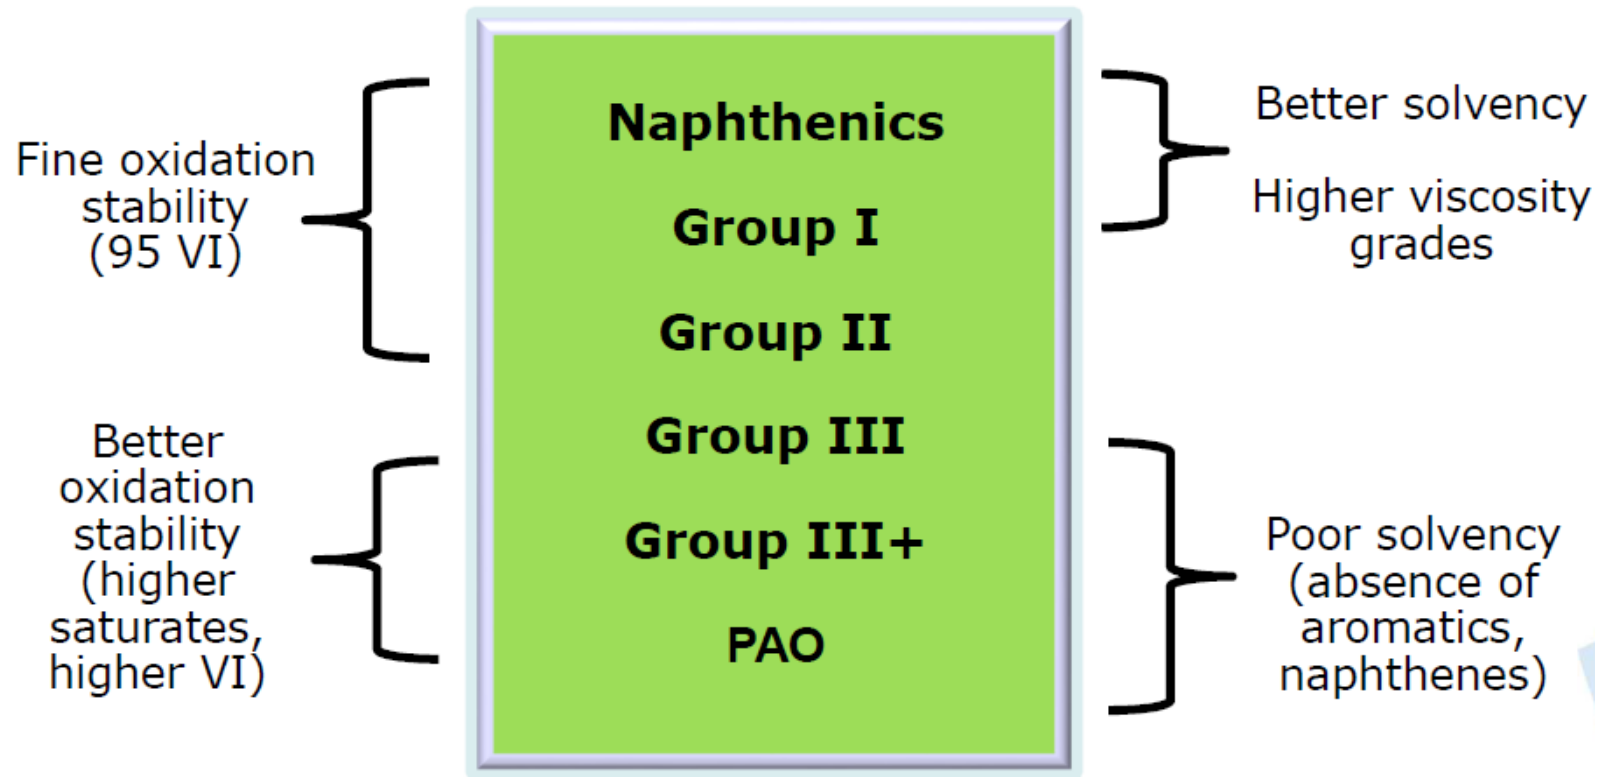 Fine oxidation
stability
(95 VI)
Better
oxidation
stability
(higher
saturates,
higher VI)
Naphthenics
Group I
Group II
Group III
Group III+
PAO
Better solvency
Higher viscosity
grades
Poor solvency
(absence of
aromatics,
naphthenes)